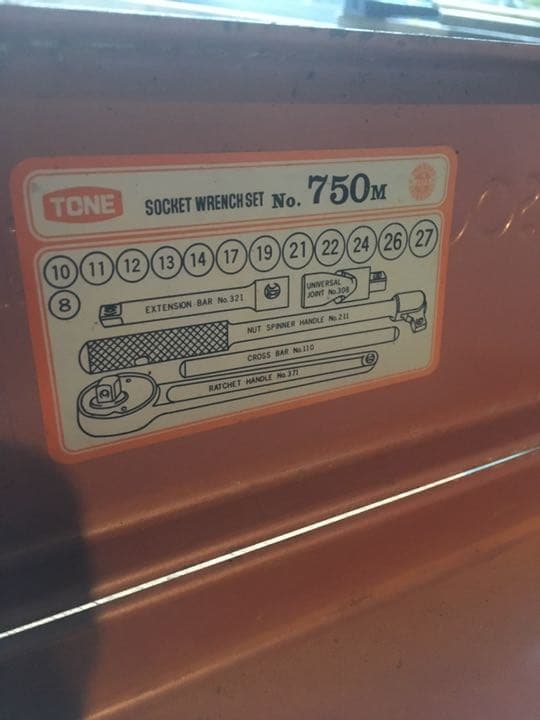 TONE SOCKET WRENCH SET No. 750M
10 11 12 13 14 17 19 21 22 24 26 27
8
EXTENSION BAR No.321
UNIVERSAL
JOINT No.308
NUT SPINNER HANDLE No.211
CROSS BAR No.110
RATCHET HANDLE No.371